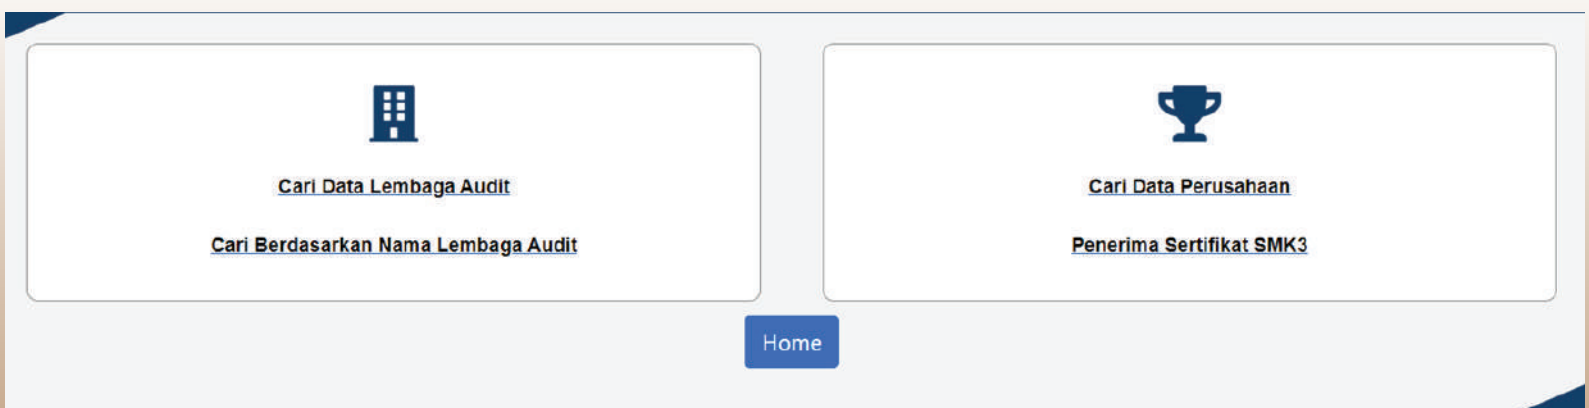 Cari Data Lembaga Audit
Cari Berdasarkan Nama Lembaga Audit
Cari Data Perusahaan
Penerima Sertifikat SMK3
Home